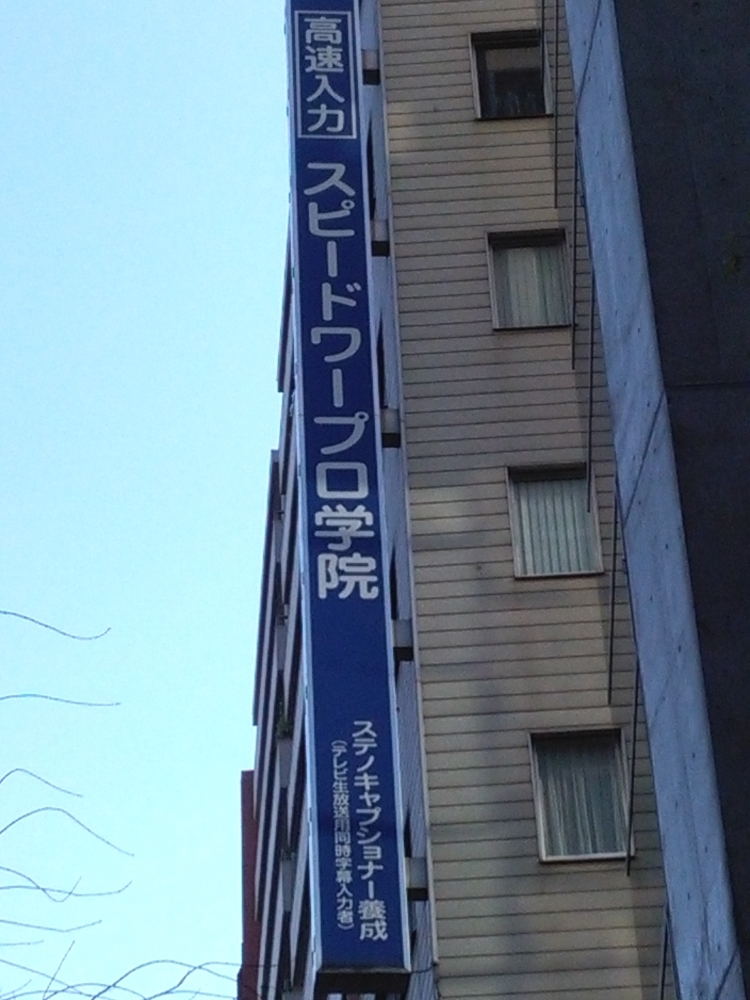 高速入力
スピードワープロ学院
ステノキャプショナー養成
（テレビ生放送用同時字幕入力者）